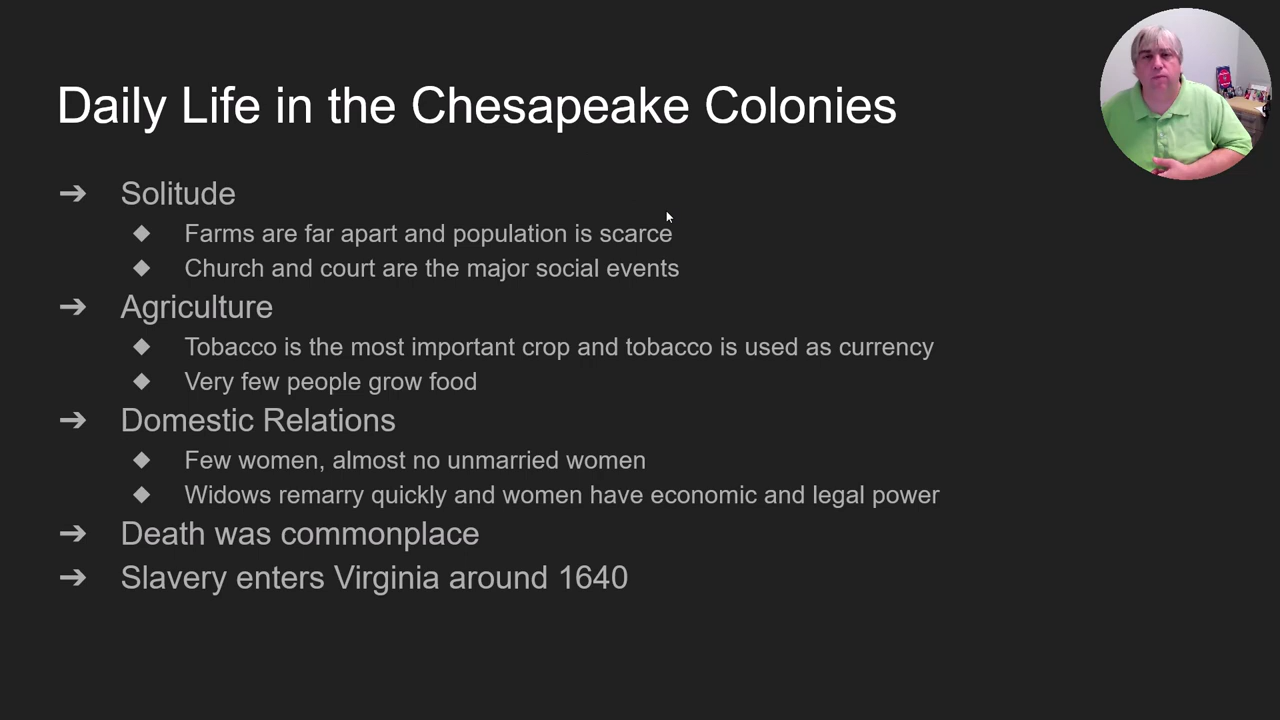 Daily Life in the Chesapeake Colonies
➔ Solitude
◆ Farms are far apart and population is scarce
◆ Church and court are the major social events
➔ Agriculture
◆ Tobacco is the most important crop and tobacco is used as currency
◆ Very few people grow food
➔ Domestic Relations
◆ Few women, almost no unmarried women
◆ Widows remarry quickly and women have economic and legal power
➔ Death was commonplace
➔ Slavery enters Virginia around 1640